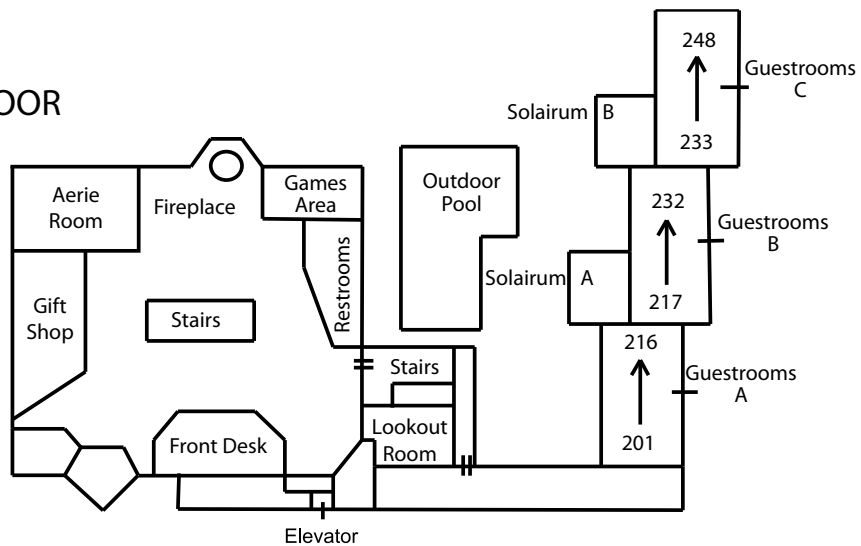 OOR
Aerie
Room
Fireplace
Games
Area
Restrooms
Gift
Shop
Stairs
Front Desk
Elevator
Stairs
Lookout
Room
Outdoor
Pool
Solairum B
Solairum A
248
233
Guestrooms
C
232
217
Guestrooms
B
216
201
Guestrooms
A